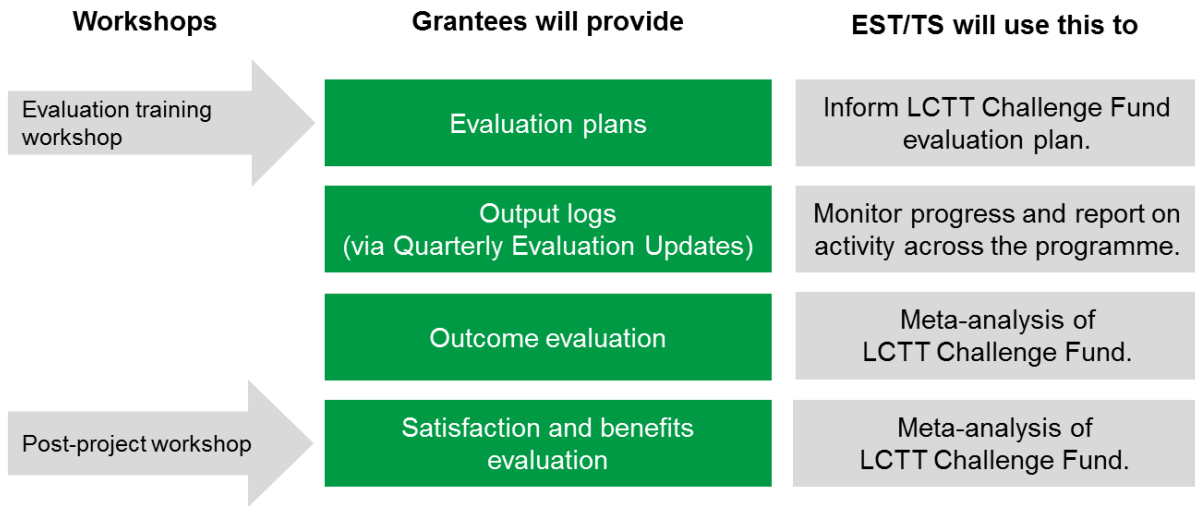 Workshops
Grantees will provide
EST/TS will use this to
Evaluation training
workshop
Evaluation plans
Inform LCTT Challenge Fund
evaluation plan.
Output logs
(via Quarterly Evaluation Updates)
Monitor progress and report on
activity across the programme.
Outcome evaluation
Meta-analysis of
LCTT Challenge Fund.
Post-project workshop
Satisfaction and benefits
evaluation
Meta-analysis of
LCTT Challenge Fund.